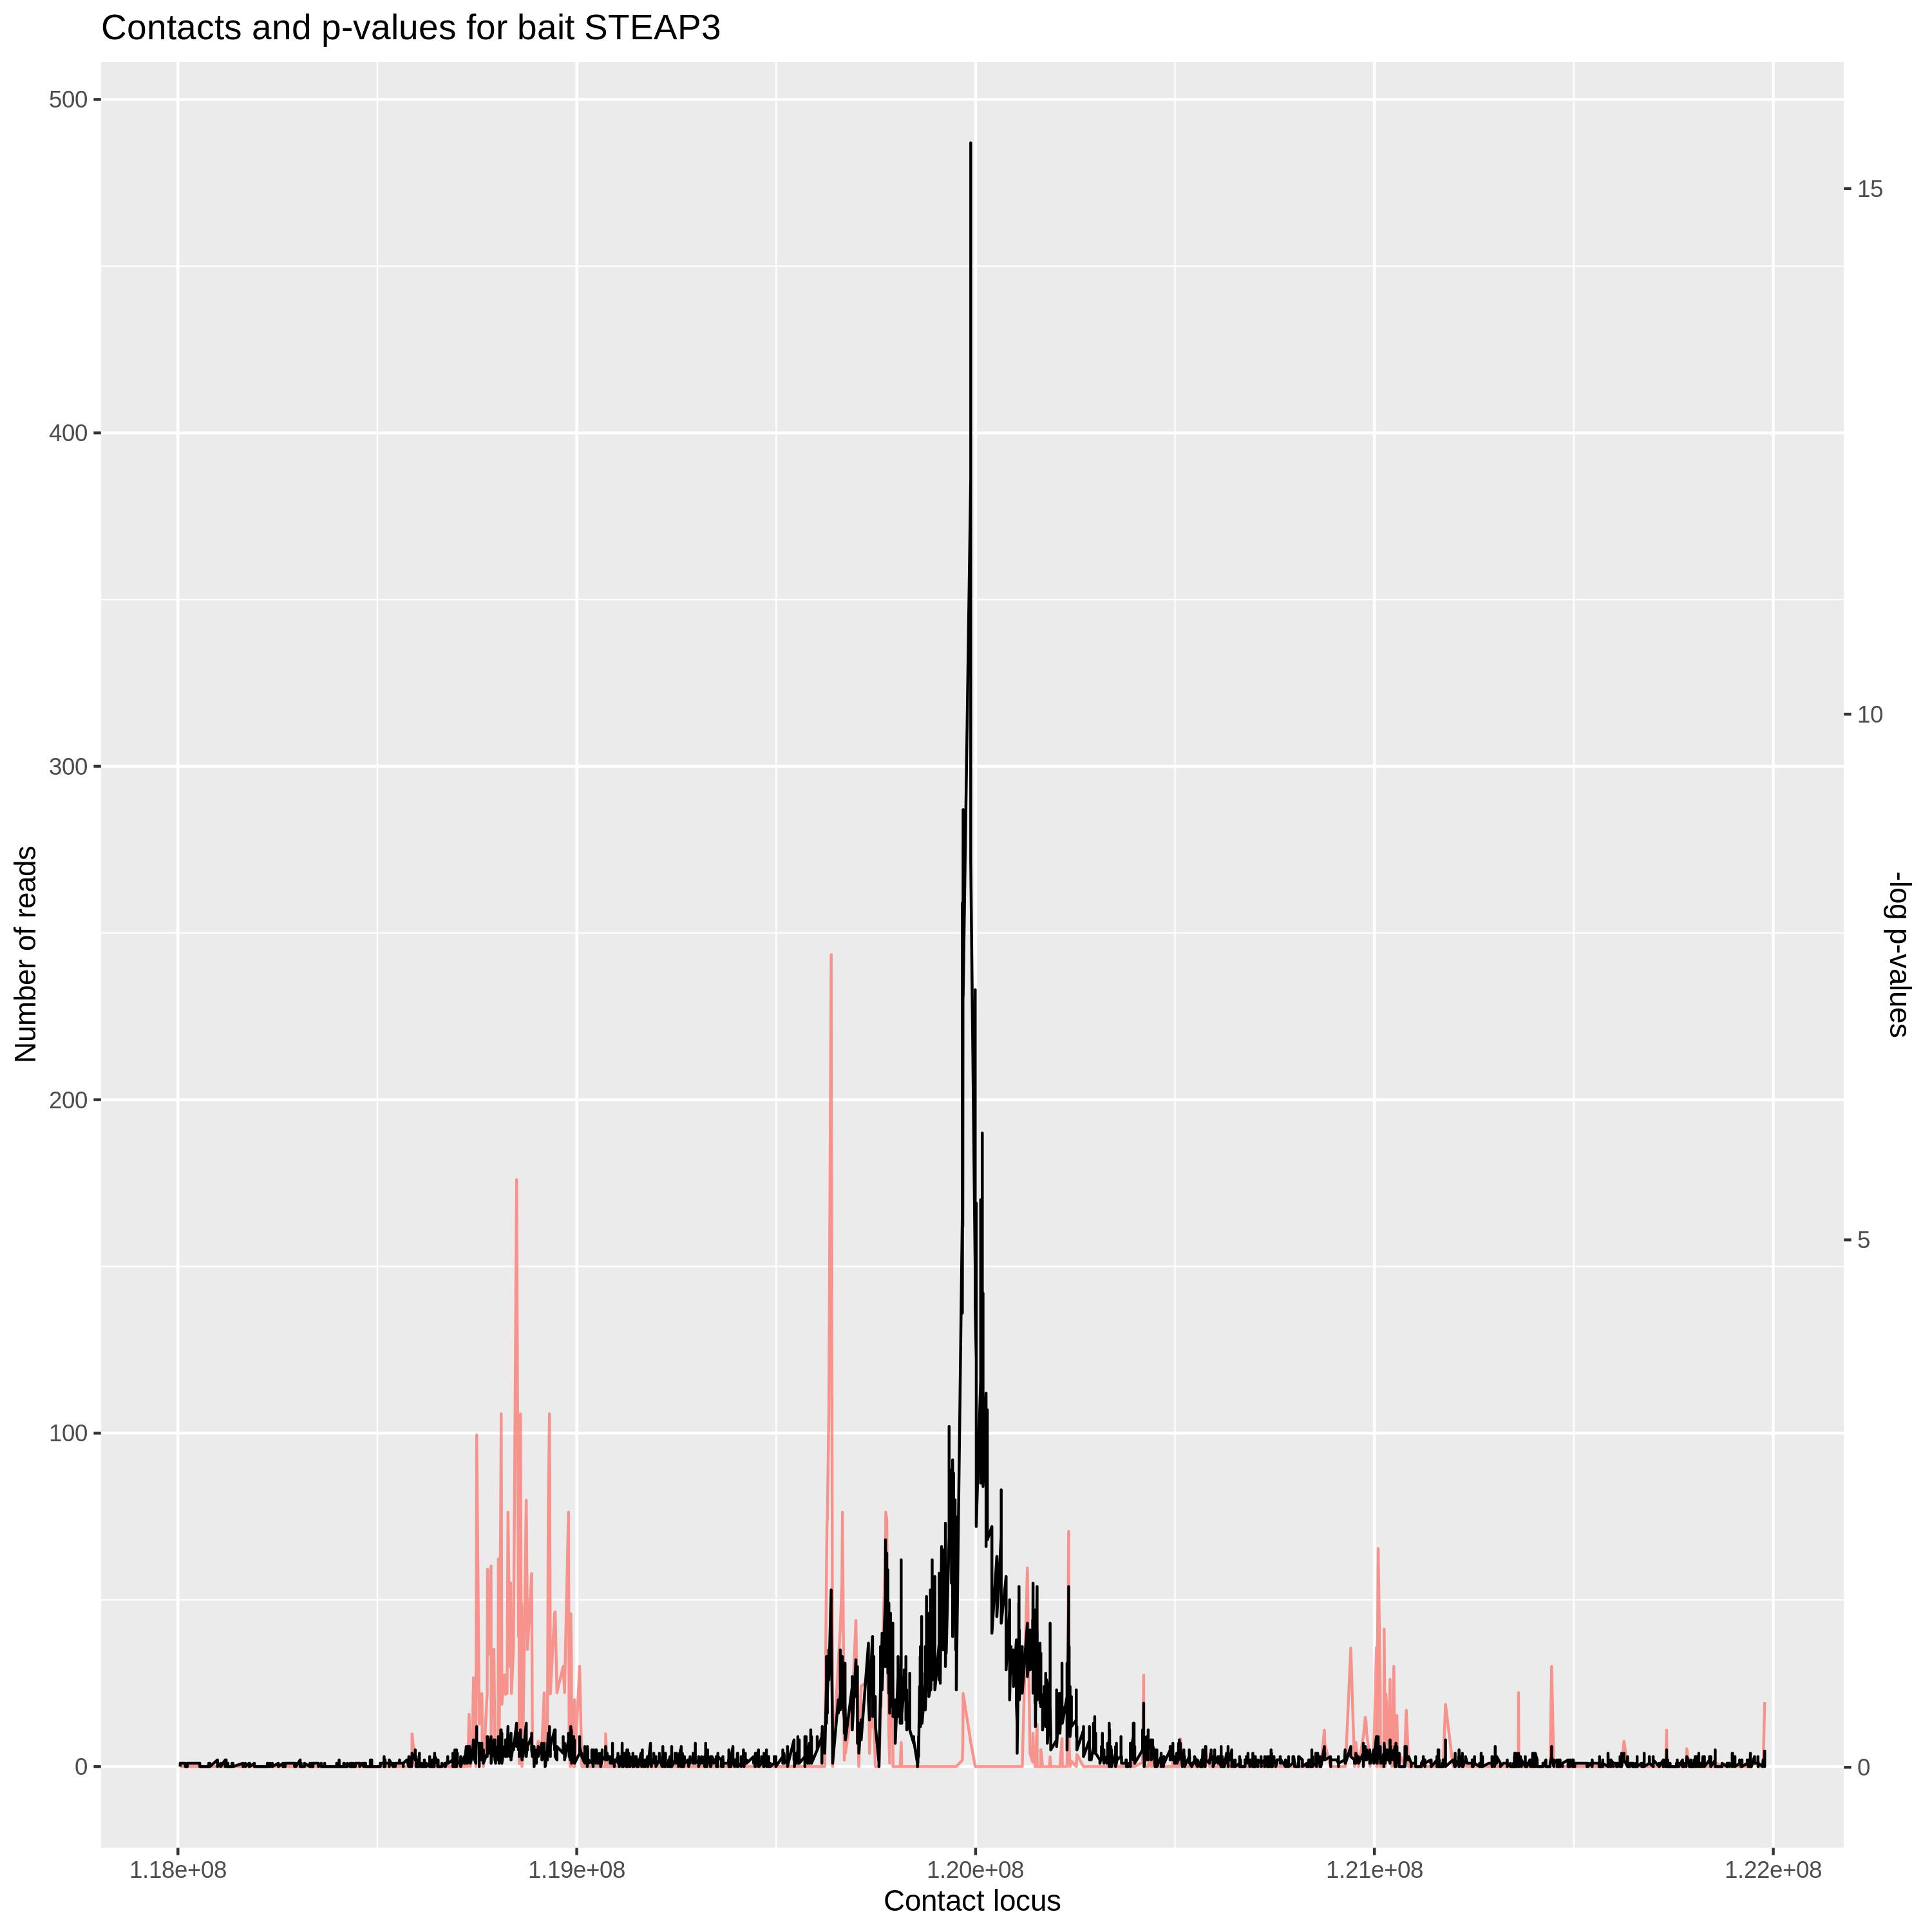 Contacts and p-values for bait STEAP3
Number of reads
500
400
300
200
100
0
15
10
5
0
-log p-values
1.18e+08 1.19e+08 1.20e+08 1.21e+08 1.22e+08
Contact locus